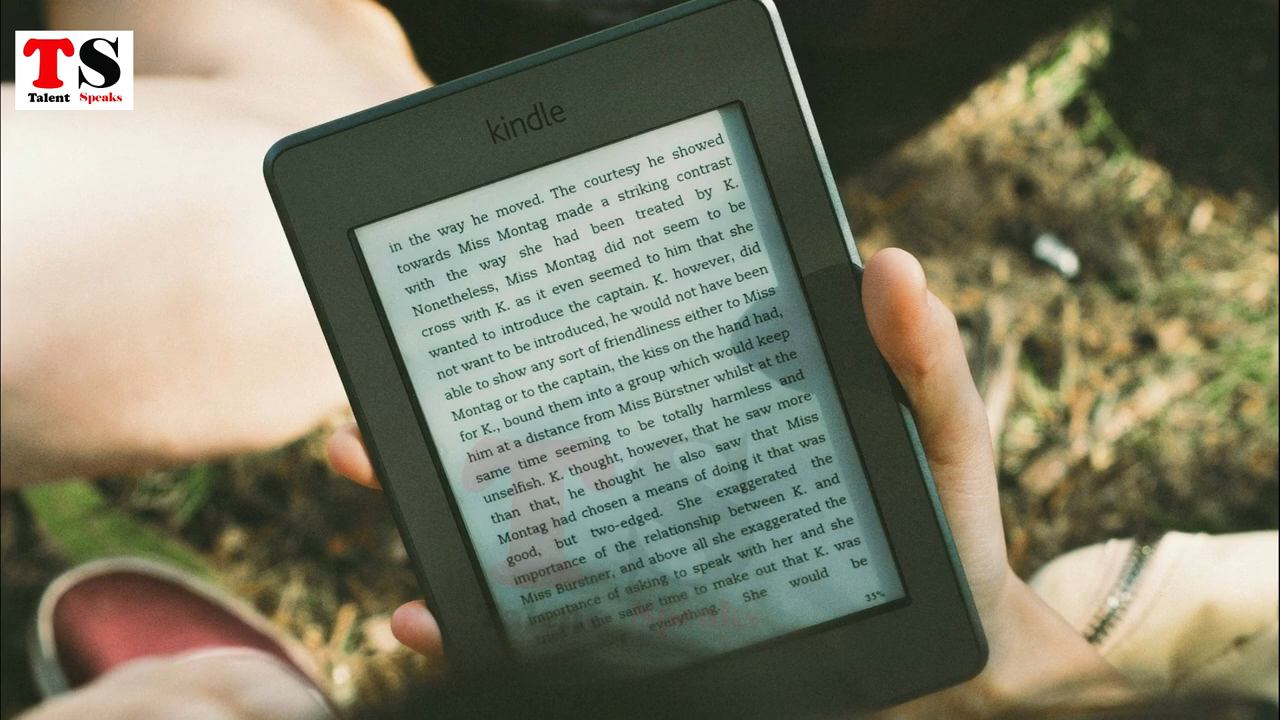 TS
Talent Speaks
kindle
in the way he moved. The courtesy he showed
towards Miss Montag made a striking contrast
with the way she had been treated by K.
Nonetheless, Miss Montag did not seem to be
cross with K. as it even seemed to him that she
wanted to introduce the captain. K. however, did
not want to be introduced, he would not have been
able to show any sort of friendliness either to Miss
Montag or to the captain, the kiss on the hand had,
for K., bound them into a group which would keep
him at a distance from Miss Bürstner whilst at the
same time seeming to be totally harmless and
unselfish. K. thought, however, that he saw more
than that, he thought he also saw that Miss
Montag had chosen a means of doing it that was
good, but two-edged. She exaggerated the
importance of the relationship between K. and
Miss Bürstner, and above all she exaggerated the
importance of asking to speak with her and she
tried at the same time to make out that K. was
everything. She would be
35%
TS